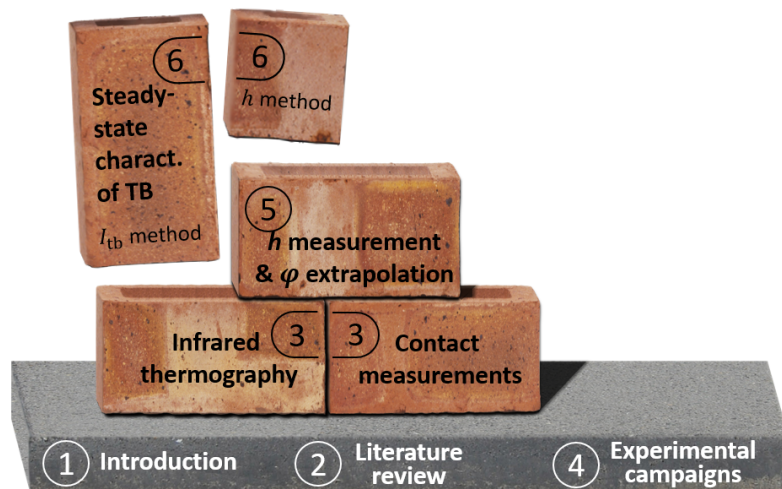 6
Steady-
state
charact.
of TB
I_tb method
6
h method
5
h measurement
& φ extrapolation
3
Infrared
thermography
3
Contact
measurements
1 Introduction
2 Literature
review
4 Experimental
campaigns